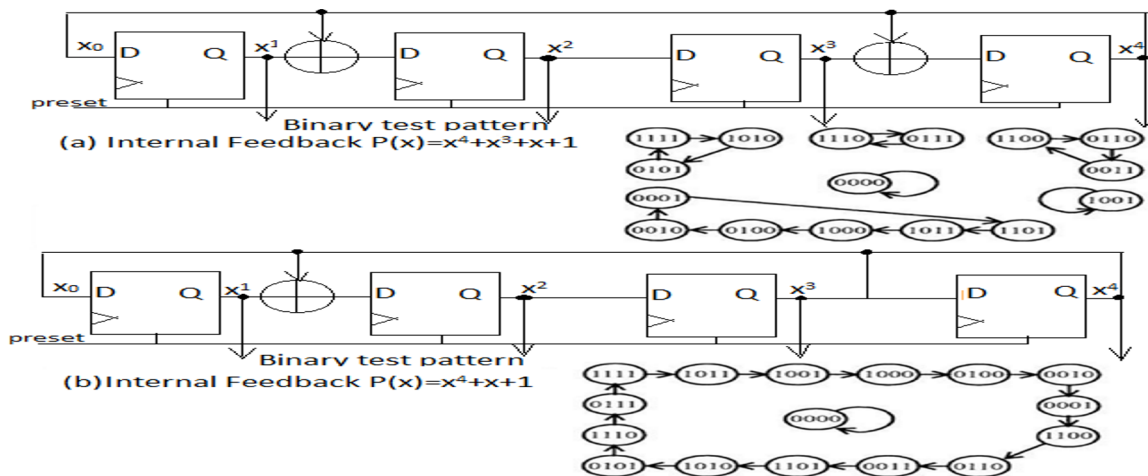 x₀ D Q x¹ D Q x² D Q x³ D Q x⁴
preset
Binary test pattern
(a) Internal Feedback P(x)=x⁴+x³+x+1
1111 1010 1110 0111 1100 0110
0101 0000 0011
0001 1001
0010 0100 1000 1011 1101
x₀ D Q x¹ D Q x² D Q x³ D Q x⁴
preset
Binary test pattern
(b)Internal Feedback P(x)=x⁴+x+1
1111 1011 1001 1000 0100 0010
0111 0000 0001
1110 1100
0101 1010 1101 0011 0110